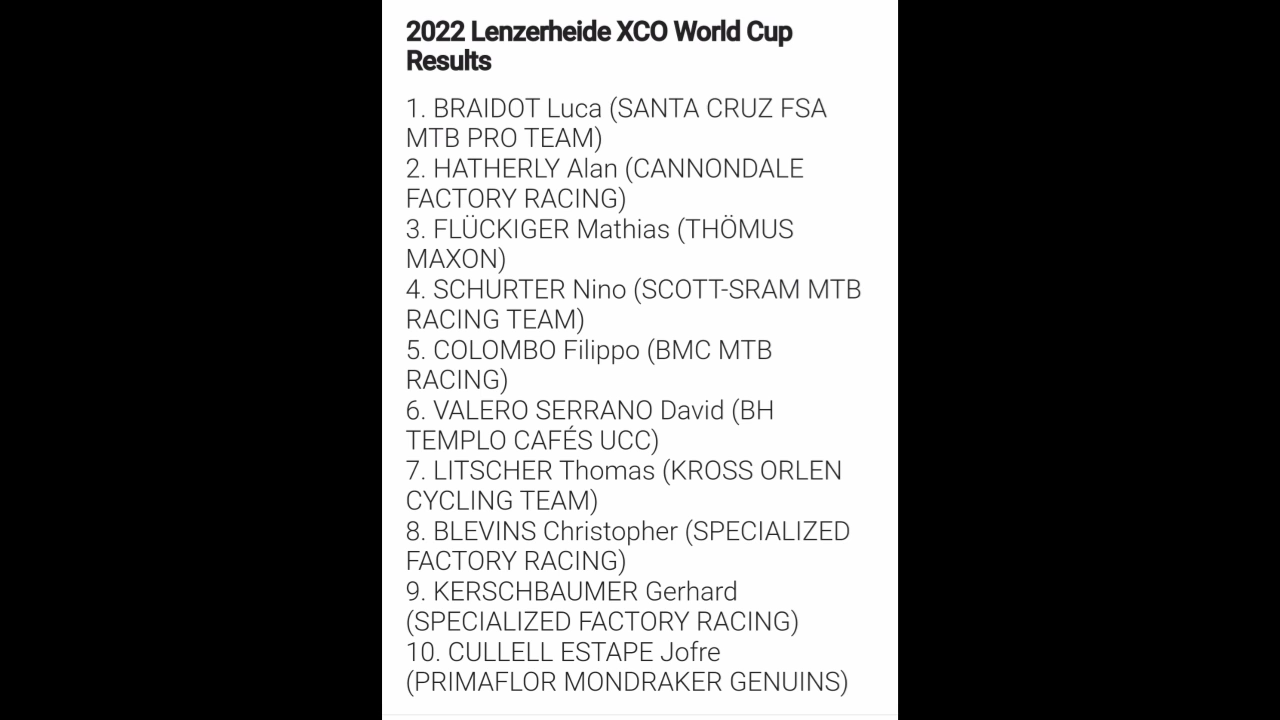 2022 Lenzerheide XCO World Cup
Results
1. BRAIDOT Luca (SANTA CRUZ FSA
MTB PRO TEAM)
2. HATHERLY Alan (CANNONDALE
FACTORY RACING)
3. FLÜCKIGER Mathias (THÖMUS
MAXON)
4. SCHURTER Nino (SCOTT-SRAM MTB
RACING TEAM)
5. COLOMBO Filippo (BMC MTB
RACING)
6. VALERO SERRANO David (BH
TEMPLO CAFÉS UCC)
7. LITSCHER Thomas (KROSS ORLEN
CYCLING TEAM)
8. BLEVINS Christopher (SPECIALIZED
FACTORY RACING)
9. KERSCHBAUMER Gerhard
(SPECIALIZED FACTORY RACING)
10. CULLELL ESTAPE Jofre
(PRIMAFLOR MONDRAKER GENUINS)